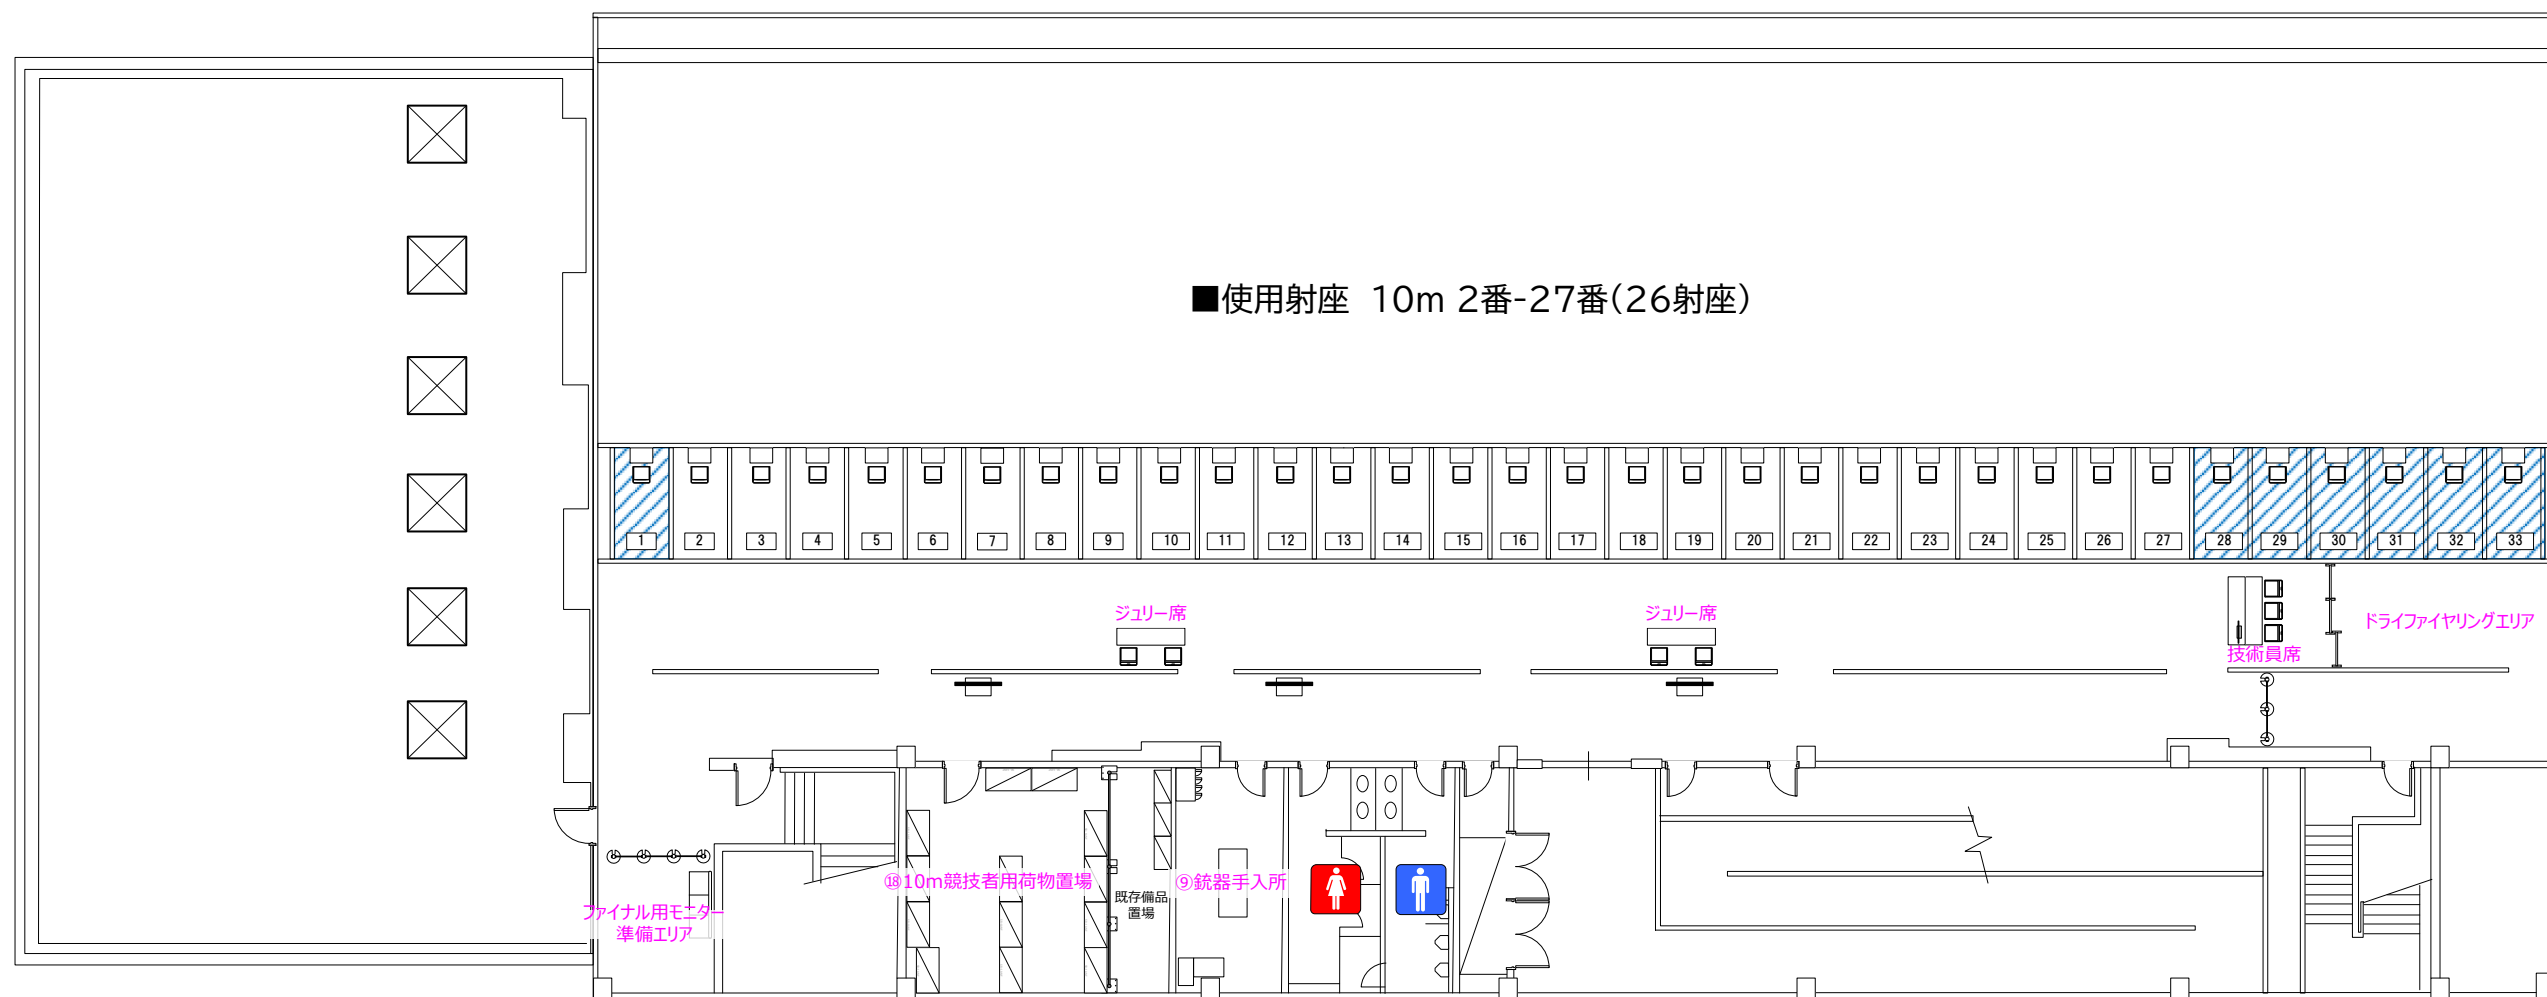 ■使用射座 10m 2番-27番(26射座)
1 2 3 4 5 6 7 8 9 10 11 12 13 14 15 16 17 18 19 20 21 22 23 24 25 26 27 28 29 30 31 32 33
ジュリー席
ジュリー席
ドライファイヤリングエリア
技術員席
⑱10m競技者用荷物置場
既存備品
置場
⑨銃器手入所
ファイナル用モニター
準備エリア